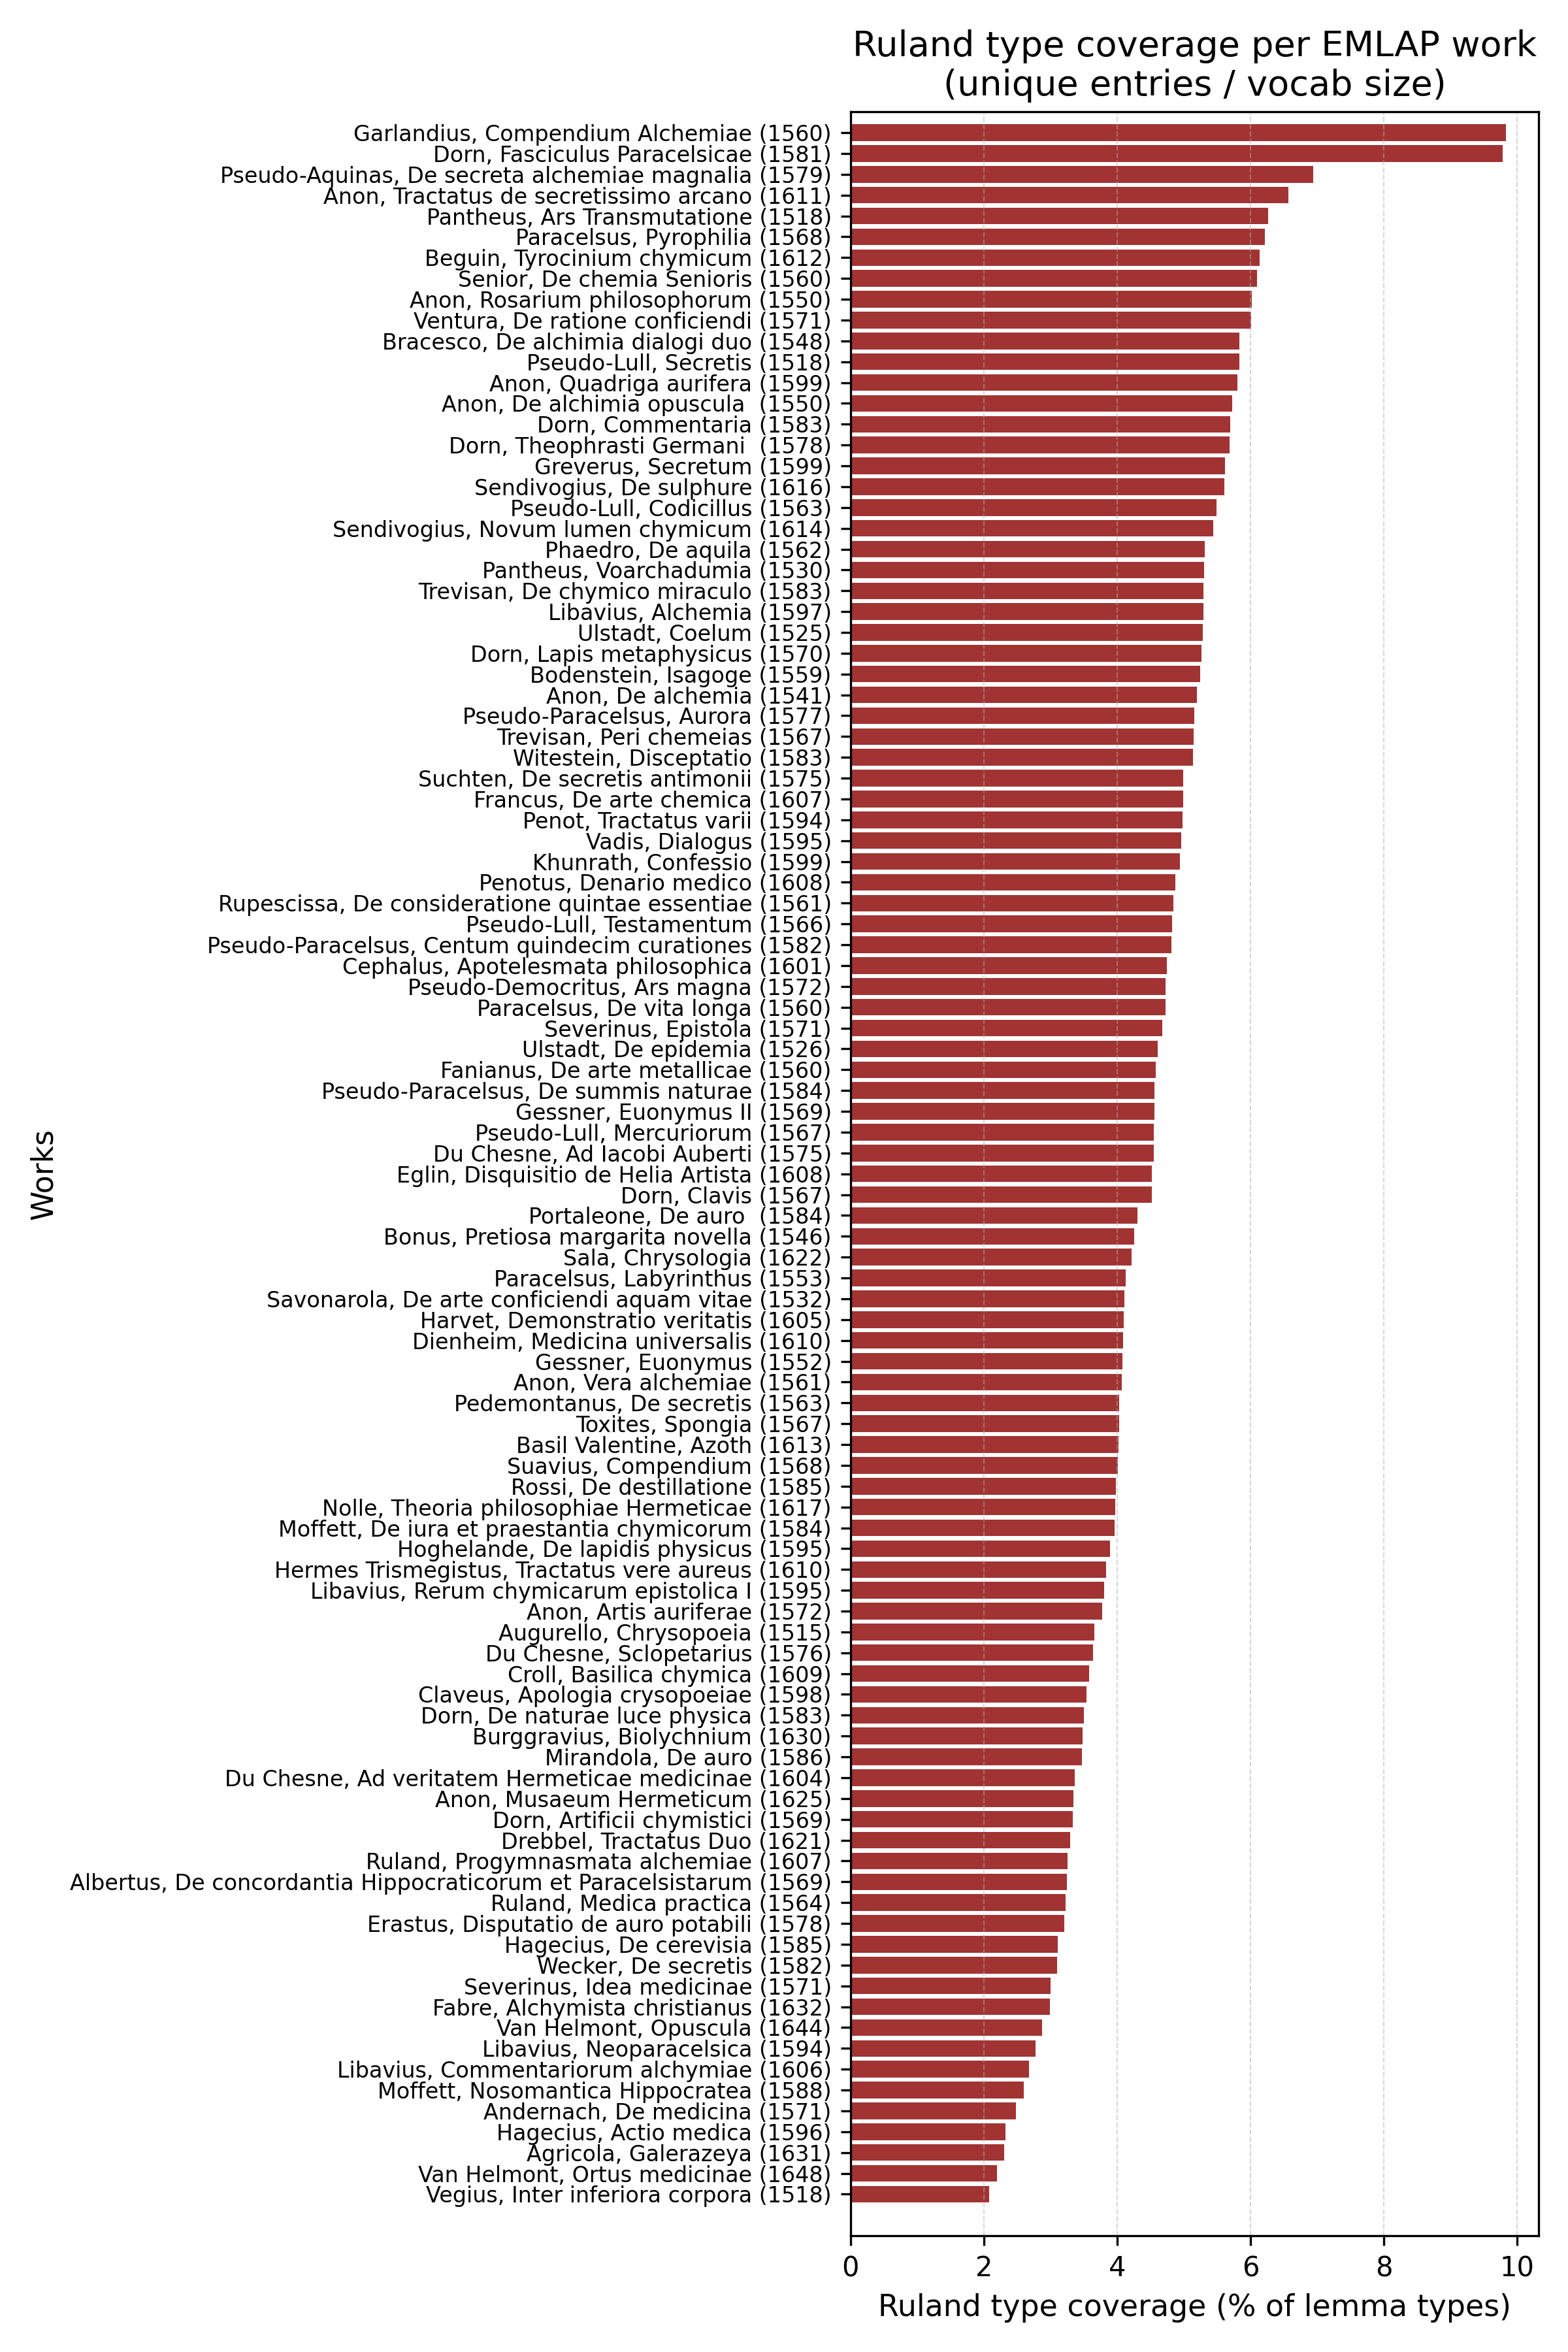 Ruland type coverage per EMLAP work
(unique entries / vocab size)
Garlandius, Compendium Alchemiae (1560)
Dorn, Fasciculus Paracelsicae (1581)
Pseudo-Aquinas, De secreta alchemiae magnalia (1579)
Anon, Tractatus de secretissimo arcano (1611)
Pantheus, Ars Transmutatione (1518)
Paracelsus, Pyrophilia (1568)
Beguin, Tyrocinium chymicum (1612)
Senior, De chemia Senioris (1560)
Anon, Rosarium philosophorum (1550)
Ventura, De ratione conficiendi (1571)
Bracesco, De alchimia dialogi duo (1548)
Pseudo-Lull, Secretis (1518)
Anon, Quadriga aurifera (1599)
Anon, De alchimia opuscula  (1550)
Dorn, Commentaria (1583)
Dorn, Theophrasti Germani  (1578)
Greverus, Secretum (1599)
Sendivogius, De sulphure (1616)
Pseudo-Lull, Codicillus (1563)
Sendivogius, Novum lumen chymicum (1614)
Phaedro, De aquila (1562)
Pantheus, Voarchadumia (1530)
Trevisan, De chymico miraculo (1583)
Libavius, Alchemia (1597)
Ulstadt, Coelum (1525)
Dorn, Lapis metaphysicus (1570)
Bodenstein, Isagoge (1559)
Anon, De alchemia (1541)
Pseudo-Paracelsus, Aurora (1577)
Trevisan, Peri chemeias (1567)
Witestein, Disceptatio (1583)
Suchten, De secretis antimonii (1575)
Francus, De arte chemica (1607)
Penot, Tractatus varii (1594)
Vadis, Dialogus (1595)
Khunrath, Confessio (1599)
Penotus, Denario medico (1608)
Rupescissa, De consideratione quintae essentiae (1561)
Pseudo-Lull, Testamentum (1566)
Pseudo-Paracelsus, Centum quindecim curationes (1582)
Cephalus, Apotelesmata philosophica (1601)
Pseudo-Democritus, Ars magna (1572)
Paracelsus, De vita longa (1560)
Severinus, Epistola (1571)
Ulstadt, De epidemia (1526)
Fanianus, De arte metallicae (1560)
Pseudo-Paracelsus, De summis naturae (1584)
Gessner, Euonymus II (1569)
Pseudo-Lull, Mercuriorum (1567)
Du Chesne, Ad Iacobi Auberti (1575)
Eglin, Disquisitio de Helia Artista (1608)
Dorn, Clavis (1567)
Portaleone, De auro  (1584)
Bonus, Pretiosa margarita novella (1546)
Sala, Chrysologia (1622)
Paracelsus, Labyrinthus (1553)
Savonarola, De arte conficiendi aquam vitae (1532)
Harvet, Demonstratio veritatis (1605)
Dienheim, Medicina universalis (1610)
Gessner, Euonymus (1552)
Anon, Vera alchemiae (1561)
Pedemontanus, De secretis (1563)
Toxites, Spongia (1567)
Basil Valentine, Azoth (1613)
Suavius, Compendium (1568)
Rossi, De destillatione (1585)
Nolle, Theoria philosophiae Hermeticae (1617)
Moffett, De iura et praestantia chymicorum (1584)
Hoghelande, De lapidis physicus (1595)
Hermes Trismegistus, Tractatus vere aureus (1610)
Libavius, Rerum chymicarum epistolica I (1595)
Anon, Artis auriferae (1572)
Augurello, Chrysopoeia (1515)
Du Chesne, Sclopetarius (1576)
Croll, Basilica chymica (1609)
Claveus, Apologia crysopoeiae (1598)
Dorn, De naturae luce physica (1583)
Burggravius, Biolychnium (1630)
Mirandola, De auro (1586)
Du Chesne, Ad veritatem Hermeticae medicinae (1604)
Anon, Musaeum Hermeticum (1625)
Dorn, Artificii chymistici (1569)
Drebbel, Tractatus Duo (1621)
Ruland, Progymnasmata alchemiae (1607)
Albertus, De concordantia Hippocraticorum et Paracelsistarum (1569)
Ruland, Medica practica (1564)
Erastus, Disputatio de auro potabili (1578)
Hagecius, De cerevisia (1585)
Wecker, De secretis (1582)
Severinus, Idea medicinae (1571)
Fabre, Alchymista christianus (1632)
Van Helmont, Opuscula (1644)
Libavius, Neoparacelsica (1594)
Libavius, Commentariorum alchymiae (1606)
Moffett, Nosomantica Hippocratea (1588)
Andernach, De medicina (1571)
Hagecius, Actio medica (1596)
Agricola, Galerazeya (1631)
Van Helmont, Ortus medicinae (1648)
Vegius, Inter inferiora corpora (1518)
Works
0 2 4 6 8 10
Ruland type coverage (% of lemma types)